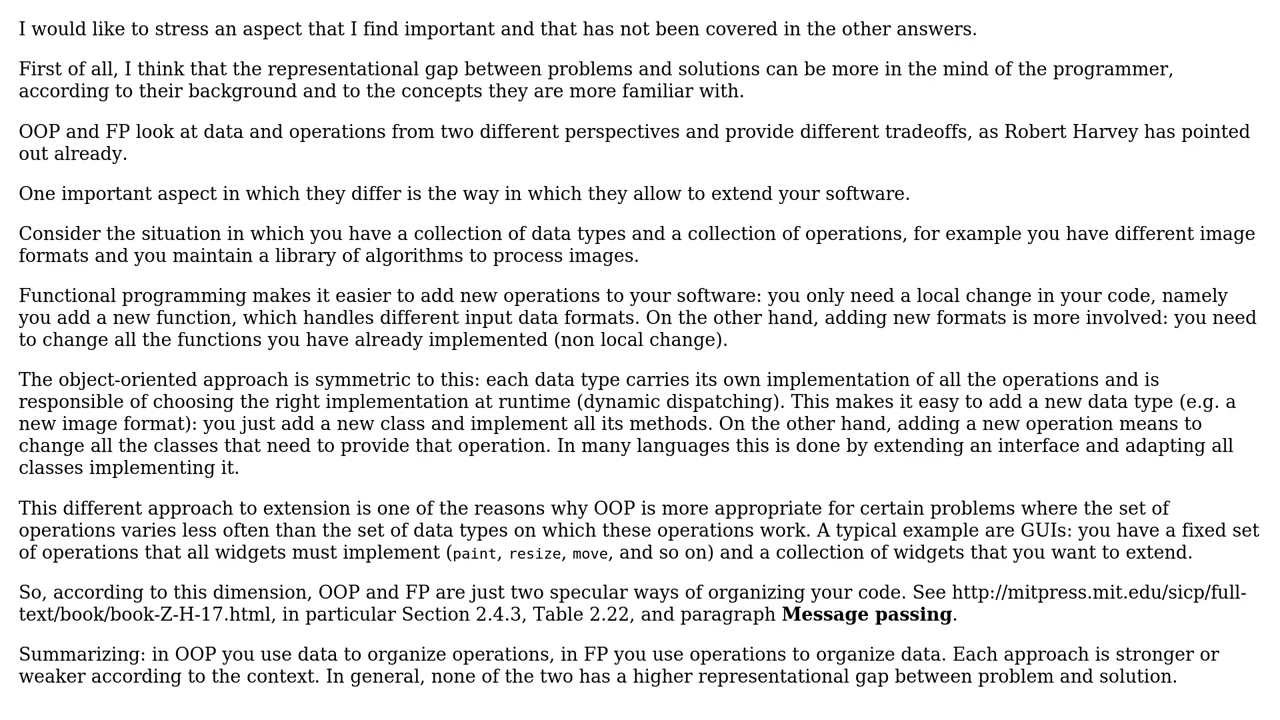 I would like to stress an aspect that I find important and that has not been covered in the other answers.
First of all, I think that the representational gap between problems and solutions can be more in the mind of the programmer,
according to their background and to the concepts they are more familiar with.
OOP and FP look at data and operations from two different perspectives and provide different tradeoffs, as Robert Harvey has pointed
out already.
One important aspect in which they differ is the way in which they allow to extend your software.
Consider the situation in which you have a collection of data types and a collection of operations, for example you have different image
formats and you maintain a library of algorithms to process images.
Functional programming makes it easier to add new operations to your software: you only need a local change in your code, namely
you add a new function, which handles different input data formats. On the other hand, adding new formats is more involved: you need
to change all the functions you have already implemented (non local change).
The object-oriented approach is symmetric to this: each data type carries its own implementation of all the operations and is
responsible of choosing the right implementation at runtime (dynamic dispatching). This makes it easy to add a new data type (e.g. a
new image format): you just add a new class and implement all its methods. On the other hand, adding a new operation means to
change all the classes that need to provide that operation. In many languages this is done by extending an interface and adapting all
classes implementing it.
This different approach to extension is one of the reasons why OOP is more appropriate for certain problems where the set of
operations varies less often than the set of data types on which these operations work. A typical example are GUIs: you have a fixed set
of operations that all widgets must implement (paint, resize, move, and so on) and a collection of widgets that you want to extend.
So, according to this dimension, OOP and FP are just two specular ways of organizing your code. See http://mitpress.mit.edu/sicp/full-
text/book/book-Z-H-17.html, in particular Section 2.4.3, Table 2.22, and paragraph Message passing.
Summarizing: in OOP you use data to organize operations, in FP you use operations to organize data. Each approach is stronger or
weaker according to the context. In general, none of the two has a higher representational gap between problem and solution.